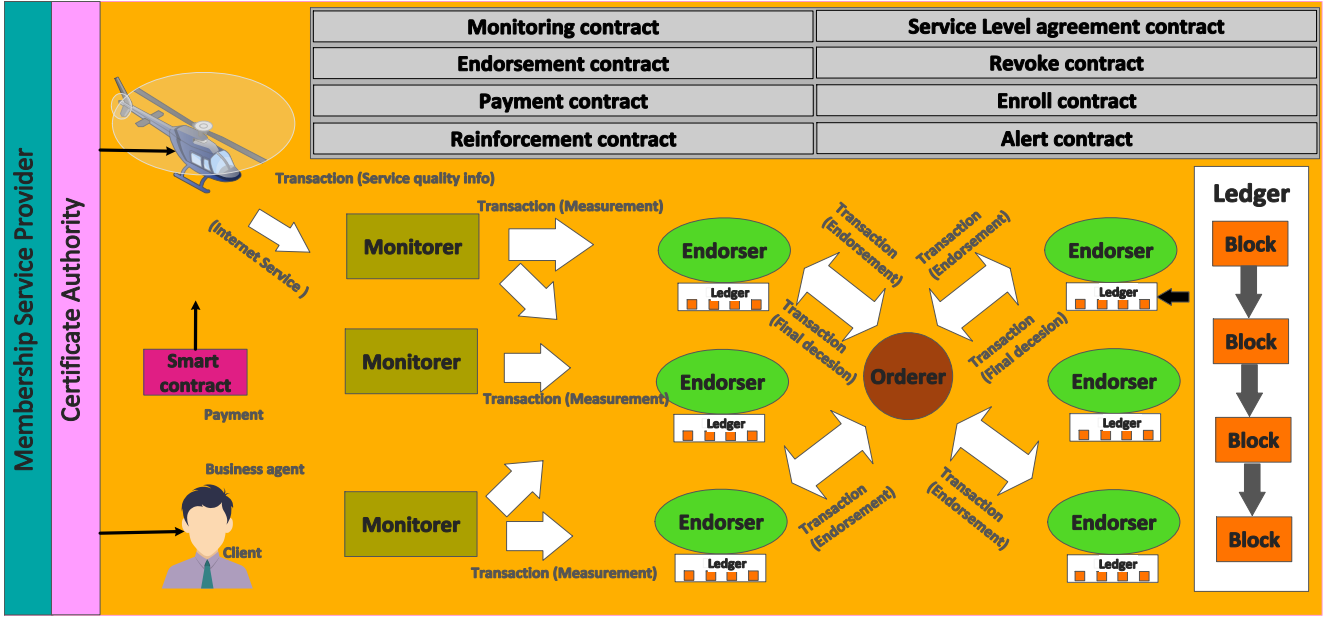 Membership Service Provider
Certificate Authority
Monitoring contract
Service Level agreement contract
Endorsement contract
Revoke contract
Payment contract
Enroll contract
Reinforcement contract
Alert contract
Transaction (Service quality info)
(Internet Service )
Smart
contract
Payment
Business agent
Client
Monitorer
Monitorer
Monitorer
Transaction (Measurement)
Transaction (Measurement)
Transaction (Measurement)
Endorser
Ledger
Endorser
Ledger
Endorser
Ledger
Transaction
(Endorsement)
Transaction
(Endorsement)
Transaction
(Final decesion)
Transaction
(Final decesion)
Orderer
Transaction
(Endorsement)
Transaction
(Endorsement)
Endorser
Ledger
Endorser
Ledger
Endorser
Ledger
Ledger
Block
Block
Block
Block